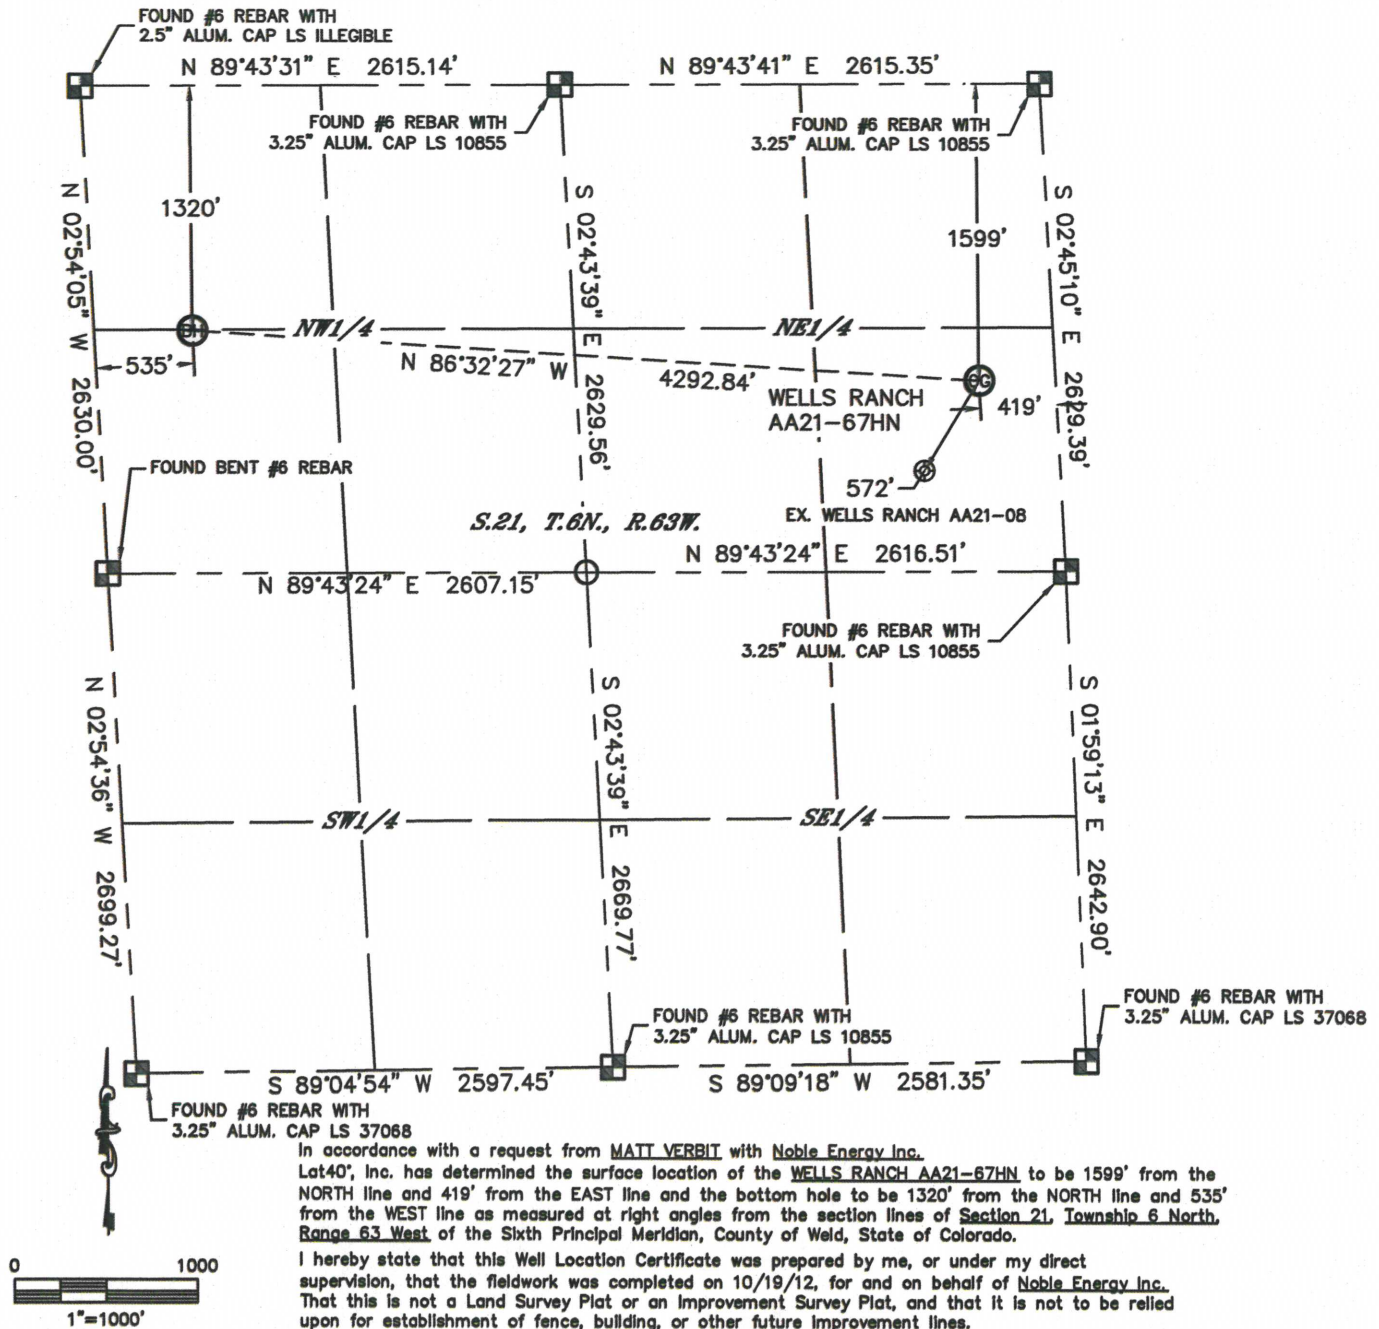 FOUND #6 REBAR WITH
2.5" ALUM. CAP LS ILLEGIBLE
N 89°43'31" E 2615.14'
N 89°43'41" E 2615.35'
FOUND #6 REBAR WITH
3.25" ALUM. CAP LS 10855
FOUND #6 REBAR WITH
3.25" ALUM. CAP LS 10855
N 02°54'05" W 2630.00'
1320'
S 02°43'39" E 2629.56'
1599'
S 02°45'10" E 2629.39'
BH
NW1/4
NE1/4
535'
N 86°32'27" W 4292.84'
WELLS RANCH
AA21-67HN
419'
FOUND BENT #6 REBAR
572'
EX. WELLS RANCH AA21-08
S.21, T.6N., R.63W.
N 89°43'24" E 2616.51'
N 89°43'24" E 2607.15'
FOUND #6 REBAR WITH
3.25" ALUM. CAP LS 10855
N 02°54'36" W 2699.27'
S 02°43'39" E 2669.77'
S 01°59'13" E 2642.90'
SW1/4
SE1/4
FOUND #6 REBAR WITH
3.25" ALUM. CAP LS 37068
FOUND #6 REBAR WITH
3.25" ALUM. CAP LS 10855
S 89°04'54" W 2597.45'
S 89°09'18" W 2581.35'
FOUND #6 REBAR WITH
3.25" ALUM. CAP LS 37068
In accordance with a request from MATT VERBIT with Noble Energy Inc.
Lat40°, Inc. has determined the surface location of the WELLS RANCH AA21-67HN to be 1599' from the
NORTH line and 419' from the EAST line and the bottom hole to be 1320' from the NORTH line and 535'
from the WEST line as measured at right angles from the section lines of Section 21, Township 6 North,
Range 63 West of the Sixth Principal Meridian, County of Weld, State of Colorado.
I hereby state that this Well Location Certificate was prepared by me, or under my direct
supervision, that the fieldwork was completed on 10/19/12, for and on behalf of Noble Energy Inc.
That this is not a Land Survey Plat or an Improvement Survey Plat, and that it is not to be relied
upon for establishment of fence, building, or other future improvement lines.
0 1000
1"=1000'